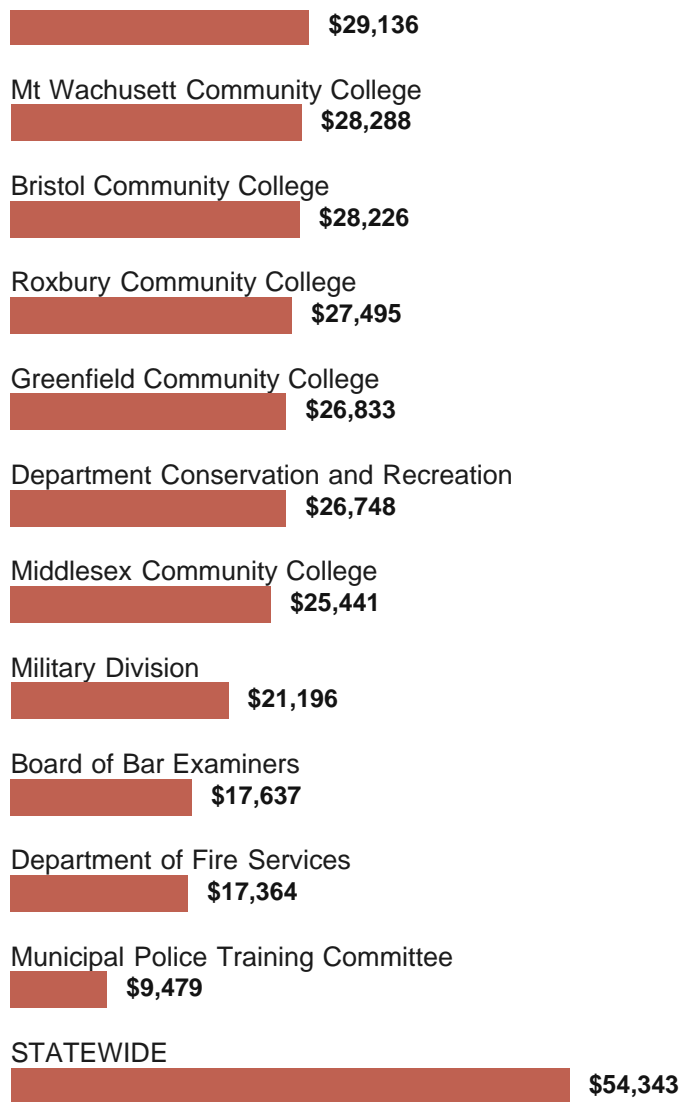 $29,136
Mt Wachusett Community College
$28,288
Bristol Community College
$28,226
Roxbury Community College
$27,495
Greenfield Community College
$26,833
Department Conservation and Recreation
$26,748
Middlesex Community College
$25,441
Military Division
$21,196
Board of Bar Examiners
$17,637
Department of Fire Services
$17,364
Municipal Police Training Committee
$9,479
STATEWIDE
$54,343